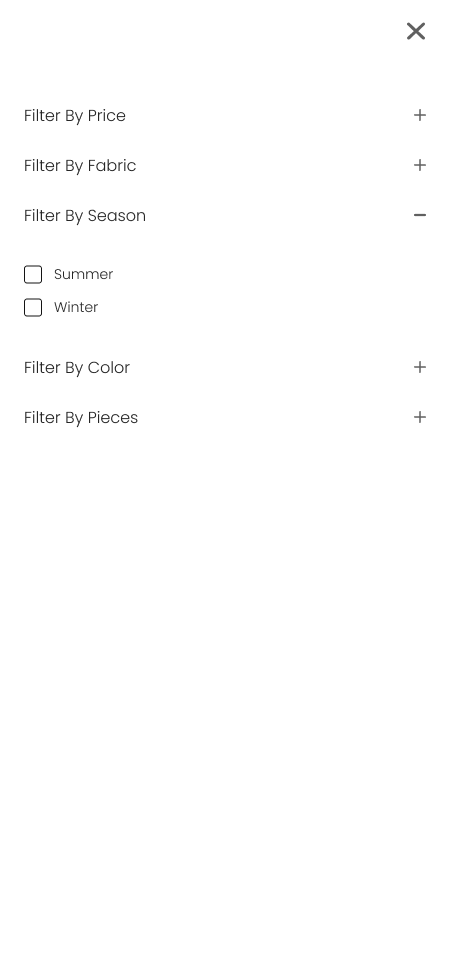 Filter By Price
Filter By Fabric
Filter By Season
Summer
Winter
Filter By Color
Filter By Pieces